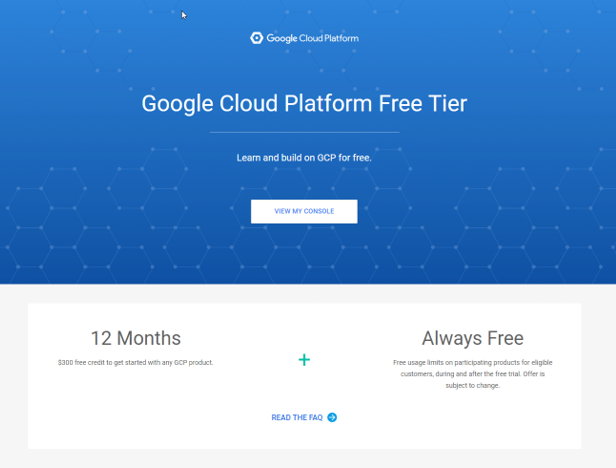 Google Cloud Platform
Google Cloud Platform Free Tier
Learn and build on GCP for free.
VIEW MY CONSOLE
12 Months
$300 free credit to get started with any GCP product.
+
Always Free
Free usage limits on participating products for eligible
customers, during and after the free trial. Offer is
subject to change.
READ THE FAQ